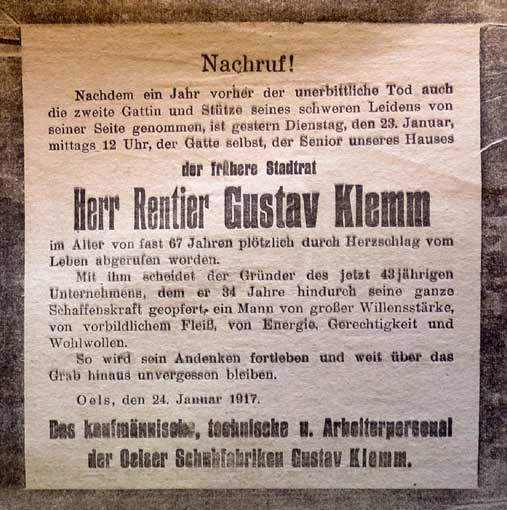 Nachruf!
Nachdem ein Jahr vorher der unerbittliche Tod auch
die zweite Gattin und Stütze seines schweren Leidens von
seiner Seite genommen, ist gestern Dienstag, den 23. Januar,
mittags 12 Uhr, der Gatte selbst, der Senior unseres Hauses
der frühere Stadtrat
Herr Rentier Gustav Klemm
im Alter von fast 67 Jahren plötzlich durch Herzschlag vom
Leben abgerufen worden.
Mit ihm scheidet der Gründer des jetzt 43jährigen
Unternehmens, dem er 34 Jahre hindurch seine ganze
Schaffenskraft geopfert, ein Mann von großer Willensstärke,
von vorbildlichem Fleiß, von Energie, Gerechtigkeit und
Wohlwollen.
So wird sein Andenken fortleben und weit über das
Grab hinaus unvergessen bleiben.
Oels, den 24. Januar 1917.
Das kaufmännische, technische u. Arbeiterpersonal
der Oelser Schuhfabriken Gustav Klemm.